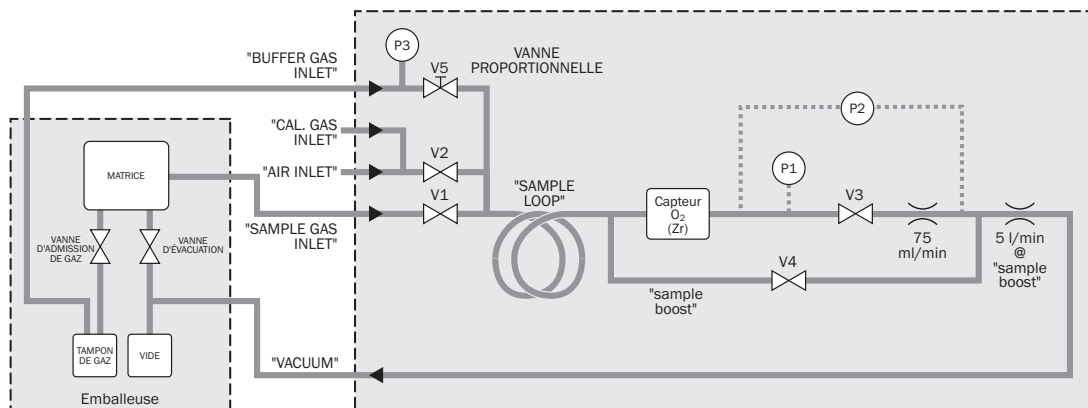 P3
"BUFFER GAS
INLET"
V5
VANNE
PROPORTIONNELLE
"CAL. GAS
INLET"
"AIR INLET"
V2
V1
"SAMPLE GAS
INLET"
"SAMPLE
LOOP"
Capteur
O2
(Zr)
P2
P1
V3
75
ml/min
5 l/min
@
"sample
boost"
V4
"sample
boost"
"VACUUM"
MATRICE
VANNE
D'ADMISSION
DE GAZ
VANNE
D'ÉVACUATION
TAMPON
DE GAZ
VIDE
Emballeuse